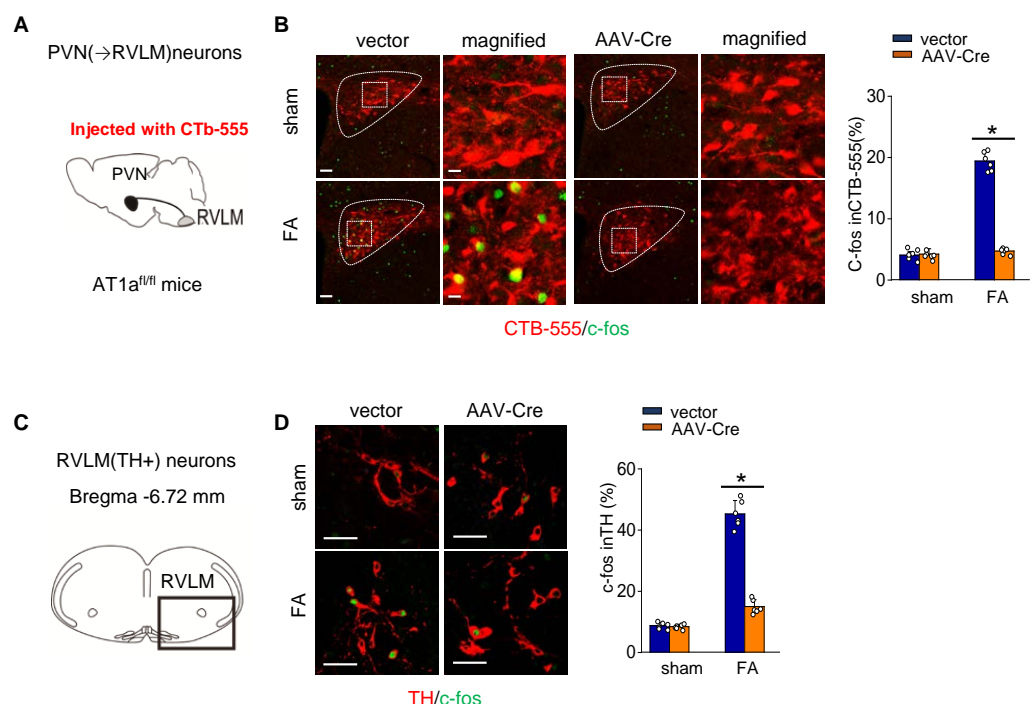 A
PVN(→RVLM)neurons
Injected with CTb-555
PVN
RVLM
AT1afl/fl mice
B
vector magnified AAV-Cre magnified
sham
FA
CTB-555/c-fos
vector
AAV-Cre
C-fos inCTB-555(%)
30
20
10
0
*
sham FA
C
RVLM(TH+) neurons
Bregma -6.72 mm
RVLM
D
vector AAV-Cre
sham
FA
TH/c-fos
vector
AAV-Cre
c-fos inTH (%)
60
40
20
0
*
sham FA